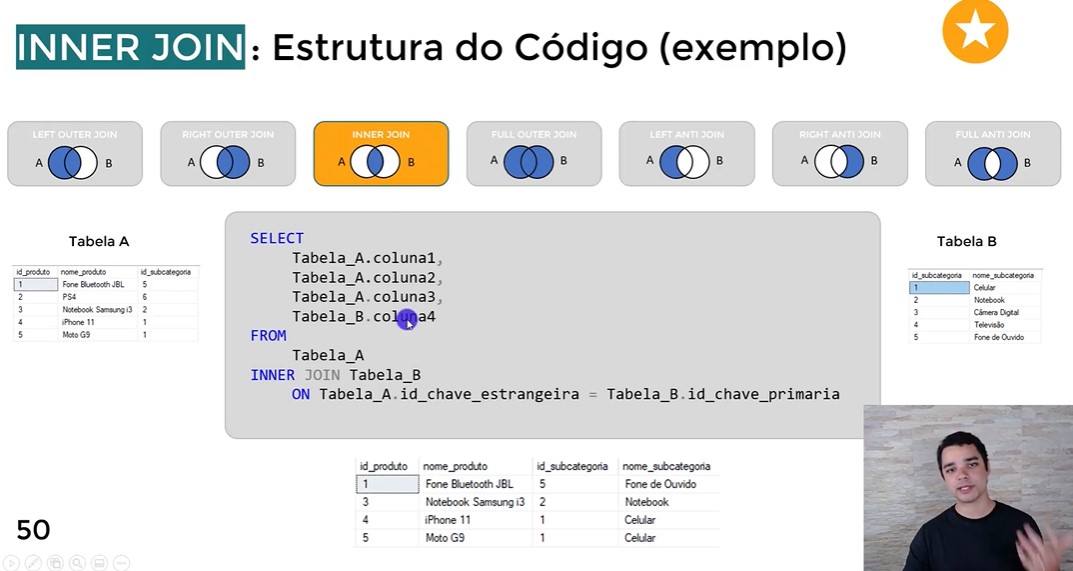 INNER JOIN: Estrutura do Código (exemplo)
LEFT OUTER JOIN
A B
RIGHT OUTER JOIN
A B
INNER JOIN
A B
FULL OUTER JOIN
A B
LEFT ANTI JOIN
A B
RIGHT ANTI JOIN
A B
FULL ANTI JOIN
A B
Tabela A
id_produto nome_produto id_subcategoria
1 Fone Bluetooth JBL 5
2 PS4 6
3 Notebook Samsung i3 2
4 iPhone 11 1
5 Moto G9 1
SELECT
Tabela_A.coluna1,
Tabela_A.coluna2,
Tabela_A.coluna3,
Tabela_B.coluna4
FROM
Tabela_A
INNER JOIN Tabela_B
ON Tabela_A.id_chave_estrangeira = Tabela_B.id_chave_primaria
Tabela B
id_subcategoria nome_subcategoria
1 Celular
2 Notebook
3 Câmera Digital
4 Televisão
5 Fone de Ouvido
id_produto nome_produto id_subcategoria nome_subcategoria
1 Fone Bluetooth JBL 5 Fone de Ouvido
3 Notebook Samsung i3 2 Notebook
4 iPhone 11 1 Celular
5 Moto G9 1 Celular
50